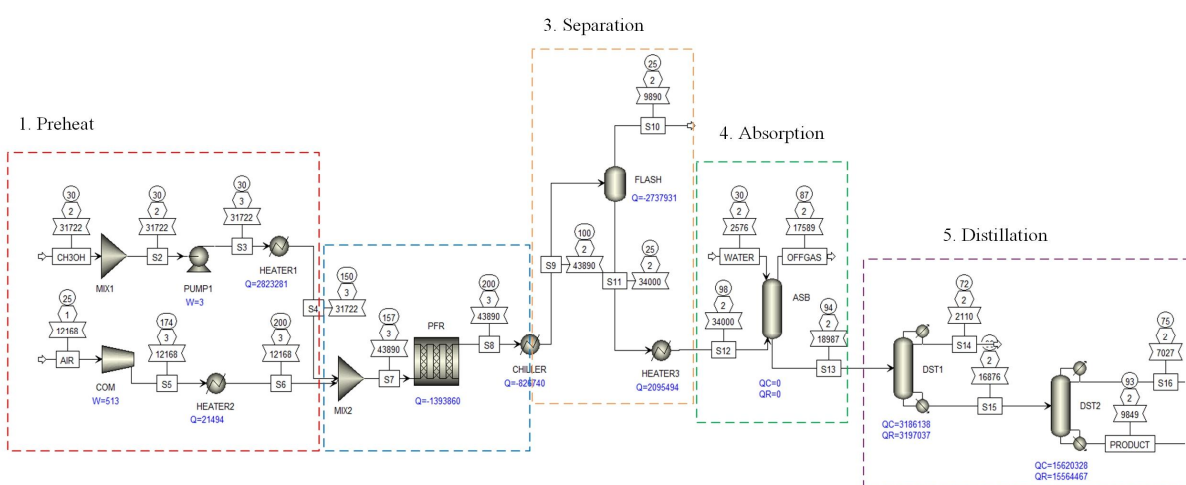 3. Separation
1. Preheat
4. Absorption
5. Distillation
30
2
31722
CH3OH
MIX1
30
2
31722
S2
PUMP1
W=3
30
3
31722
S3
HEATER1
Q=2823281
25
1
12168
AIR
COM
W=513
174
3
12168
S5
HEATER2
Q=21494
200
3
12168
S6
150
3
31722
S4
MIX2
157
3
43890
S7
PFR
Q=-1393860
200
3
43890
S8
CHILLER
Q=-826740
100
2
43890
S9
25
2
9890
S10
FLASH
Q=-2737931
25
2
34000
S11
HEATER3
Q=2095494
98
2
34000
S12
30
2
2576
WATER
87
2
17589
OFFGAS
ASB
QC=0
QR=0
94
2
18987
S13
DST1
QC=3186138
QR=3197037
72
2
2110
S14
2
16876
S15
DST2
QC=15620328
QR=15564467
75
2
7027
S16
93
2
9849
PRODUCT